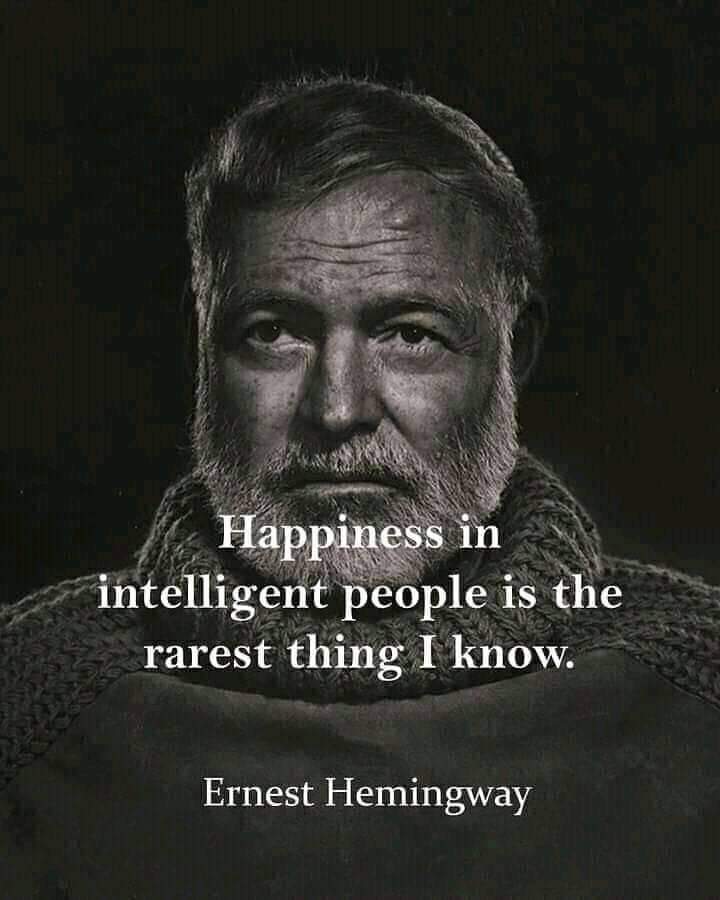 Happiness in
intelligent people is the
rarest thing I know.
Ernest Hemingway